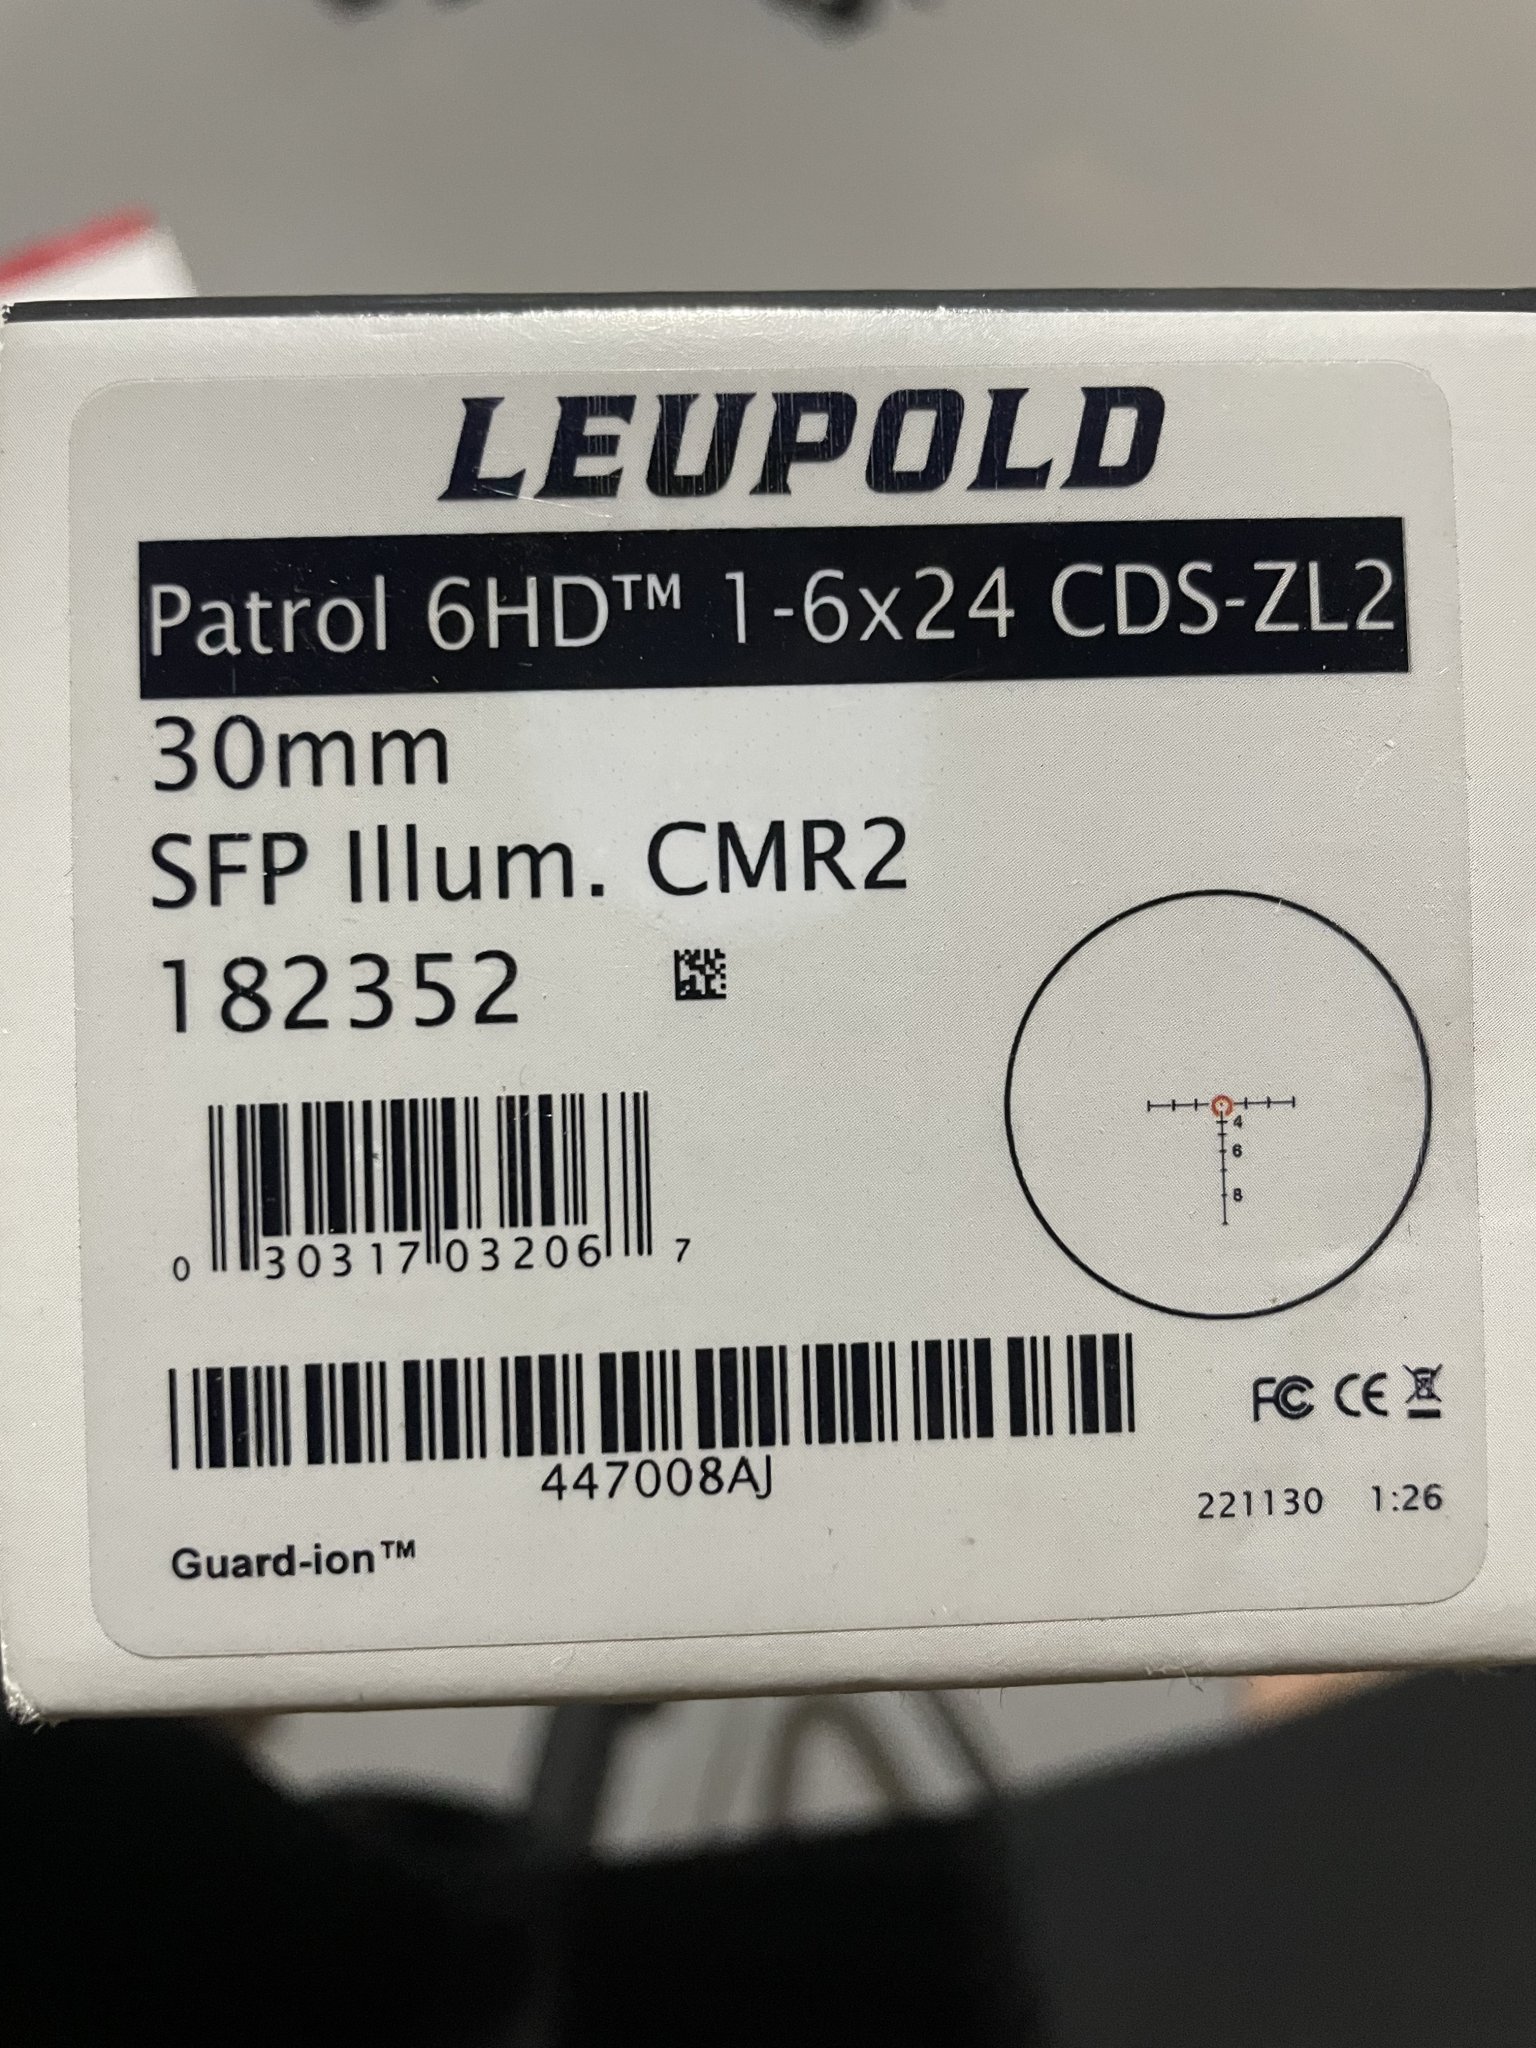 LEUPOLD
Patrol 6HD™ 1-6x24 CDS-ZL2
30mm
SFP Illum. CMR2
182352
4
6
8
0 30317 03206 7
FC CE
447008AJ
221130 1:26
Guard-ion™